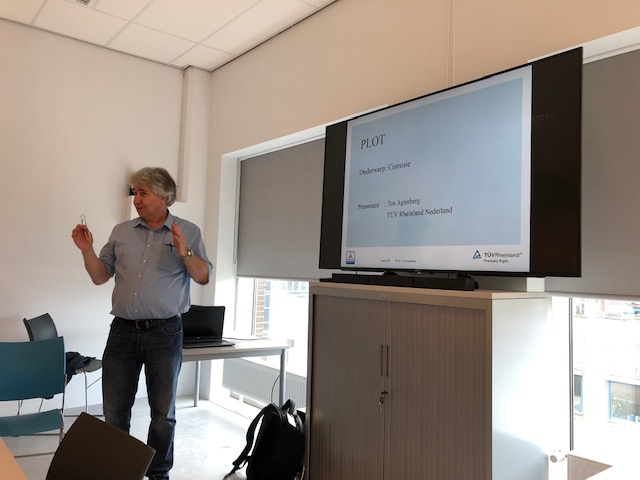 PLOT
Onderwerp: Corrosie
Presentatie : Ton Agterberg
TÜV Rheinland Nederland
TÜVRheinland®
Precisely Right.